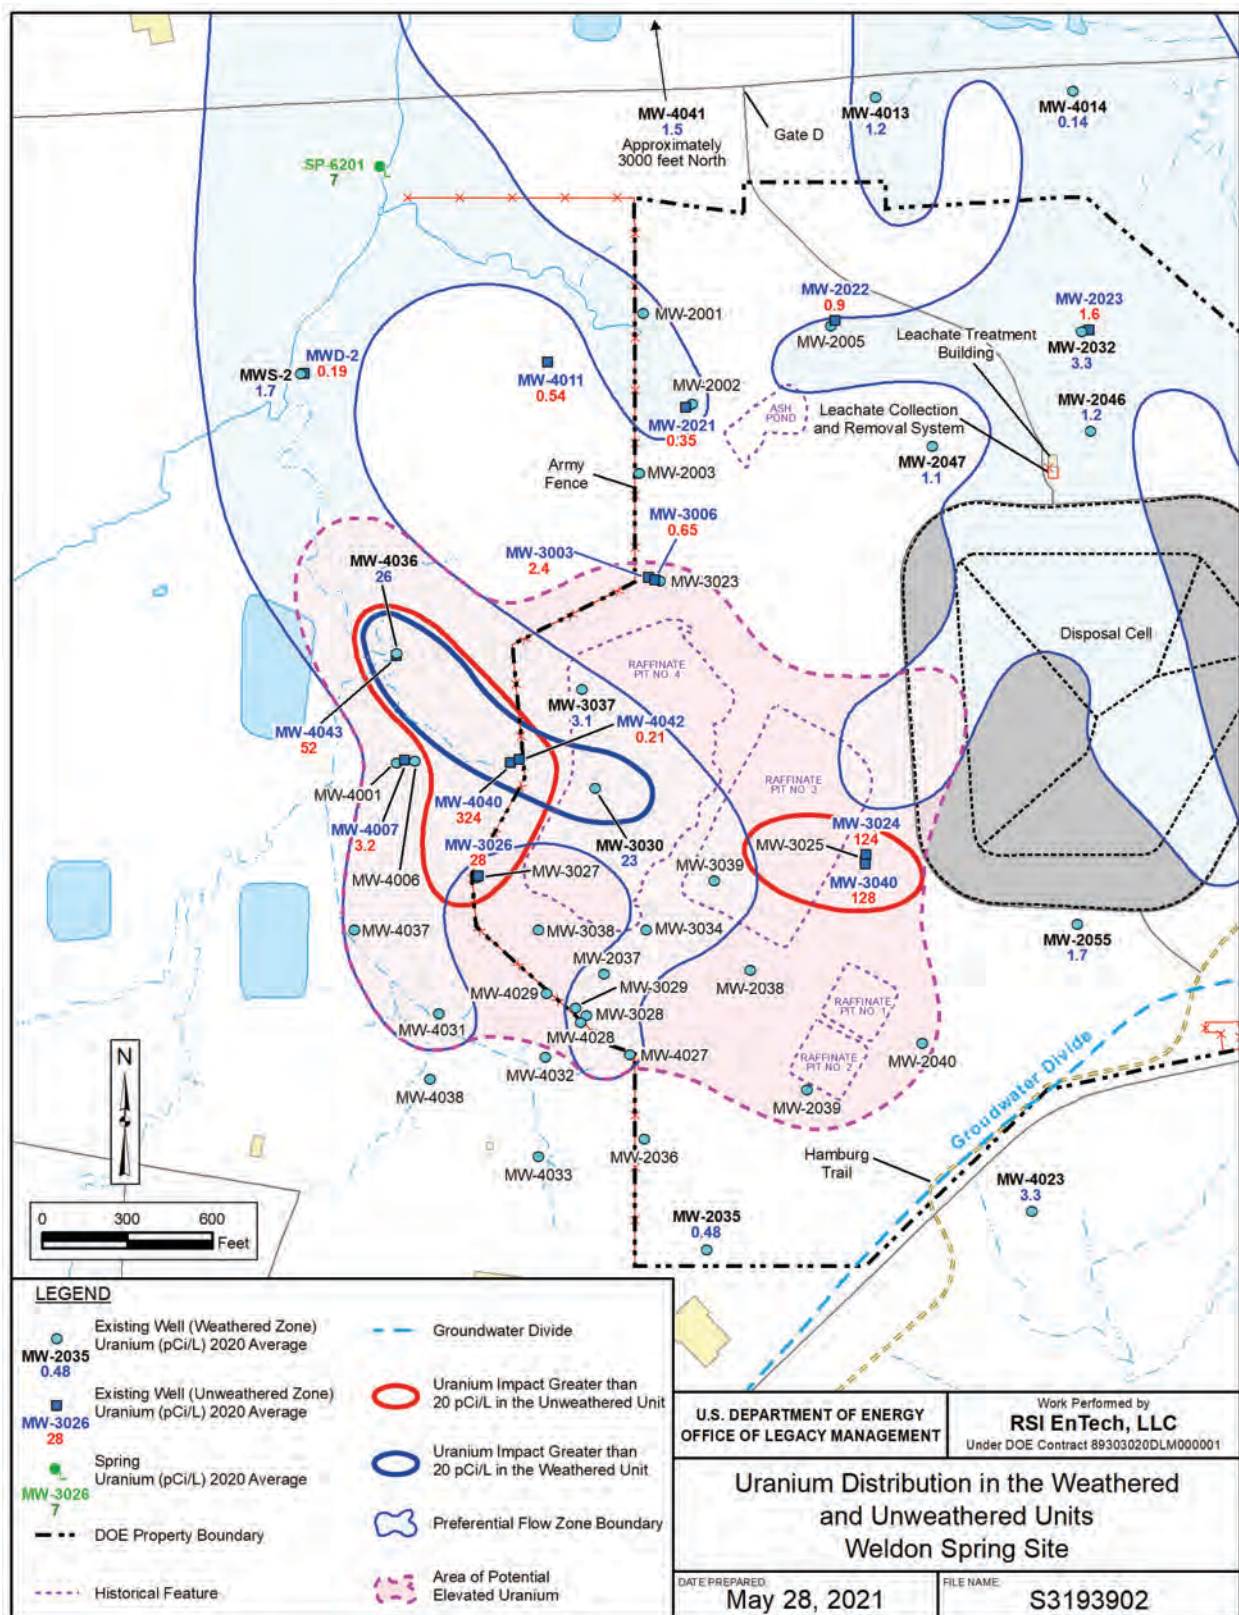 MW-4041
1.5
Approximately
3000 feet North
Gate D
MW-4013
1.2
MW-4014
0.14
SP-6201
7
MW-2001
MW-2022
0.9
MW-2005
MW-2023
1.6
MW-2032
3.3
Leachate Treatment
Building
MWS-2
1.7
MWD-2
0.19
MW-4011
0.54
MW-2002
MW-2021
0.35
ASH
POND
Leachate Collection
and Removal System
MW-2046
1.2
MW-2047
1.1
Army
Fence
MW-2003
MW-3006
0.65
MW-3003
2.4
MW-3023
MW-4036
26
Disposal Cell
RAFFINATE
PIT NO. 4
MW-3037
3.1
MW-4043
52
MW-4042
0.21
MW-4001
MW-4040
324
RAFFINATE
PIT NO. 3
MW-4007
3.2
MW-4006
MW-3026
28
MW-3027
MW-3030
23
MW-3024
124
MW-3025
MW-3040
128
MW-3039
MW-4037
MW-3038
MW-3034
MW-2055
1.7
MW-2037
MW-2038
MW-4029
MW-3029
MW-3028
MW-4028
RAFFINATE
PIT NO. 1
MW-4031
MW-4032
MW-4027
RAFFINATE
PIT NO. 2
MW-2040
MW-4038
MW-2039
Groudwater Divide
N
MW-4033
MW-2036
Hamburg
Trail
MW-4023
3.3
0 300 600
Feet
MW-2035
0.48
LEGEND
Existing Well (Weathered Zone)
Uranium (pCi/L) 2020 Average
MW-2035
0.48
Existing Well (Unweathered Zone)
Uranium (pCi/L) 2020 Average
MW-3026
28
Spring
Uranium (pCi/L) 2020 Average
MW-3026
7
DOE Property Boundary
Historical Feature
Groundwater Divide
Uranium Impact Greater than
20 pCi/L in the Unweathered Unit
Uranium Impact Greater than
20 pCi/L in the Weathered Unit
Preferential Flow Zone Boundary
Area of Potential
Elevated Uranium
U.S. DEPARTMENT OF ENERGY
OFFICE OF LEGACY MANAGEMENT
Work Performed by
RSI EnTech, LLC
Under DOE Contract 89303020DLM000001
Uranium Distribution in the Weathered
and Unweathered Units
Weldon Spring Site
DATE PREPARED:
May 28, 2021
FILE NAME:
S3193902